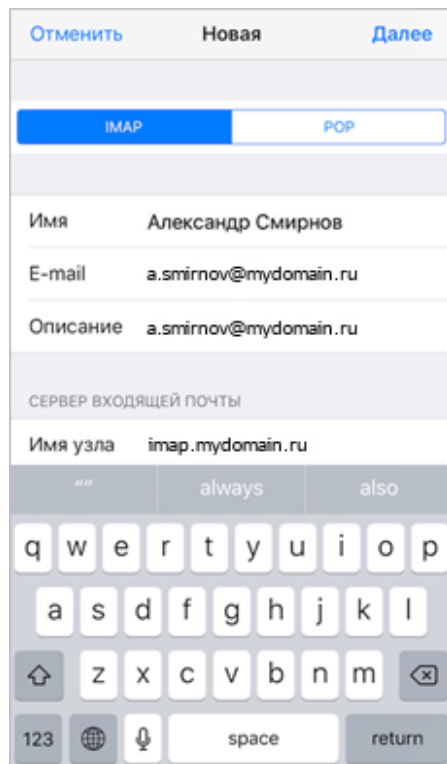 Отменить Новая Далее
IMAP POP
Имя Александр Смирнов
E-mail a.smirnov@mydomain.ru
Описание a.smirnov@mydomain.ru
СЕРВЕР ВХОДЯЩЕЙ ПОЧТЫ
Имя узла imap.mydomain.ru
“” always also
q w e r t y u i o p
a s d f g h j k l
z x c v b n m
123 space return